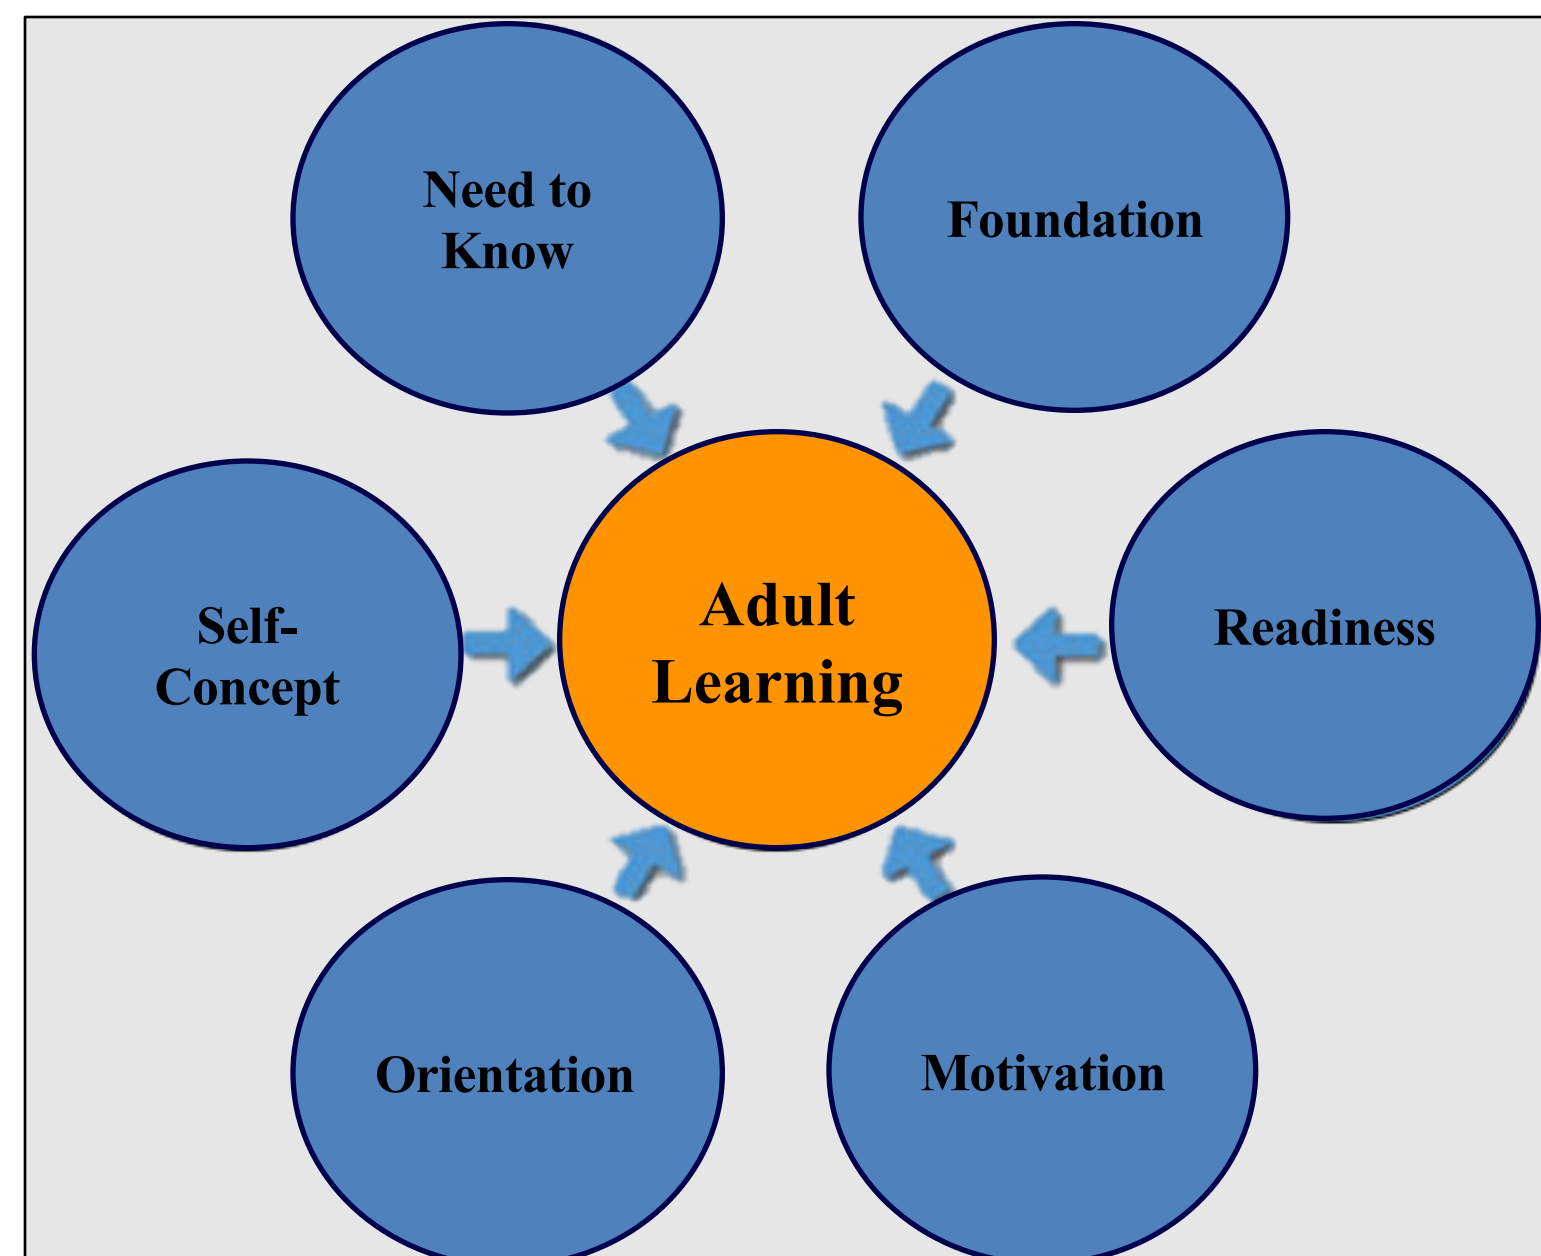 Need to
Know
Foundation
Self-
Concept
Adult
Learning
Readiness
Orientation
Motivation